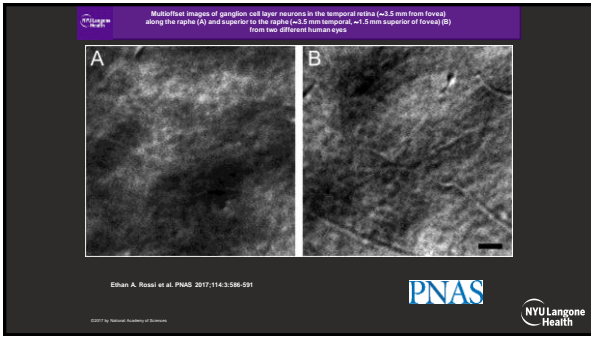 NYU Langone
Health
Multioffset images of ganglion cell layer neurons in the temporal retina (~3.5 mm from fovea)
along the raphe (A) and superior to the raphe (~3.5 mm temporal, ~1.5 mm superior of fovea) (B)
from two different human eyes
A
B
Ethan A. Rossi et al. PNAS 2017;114:3:586-591
PNAS
©2017 by National Academy of Sciences
NYU Langone
Health